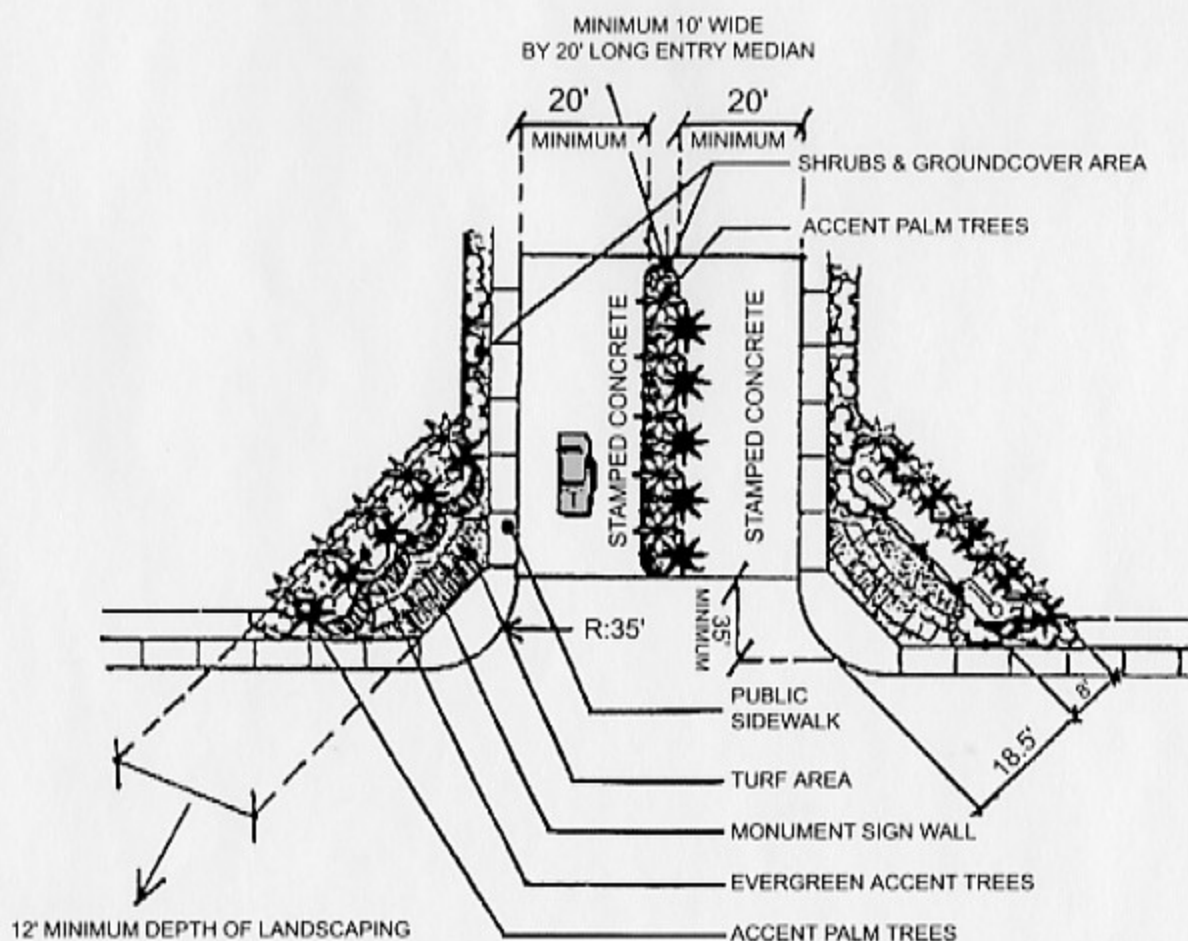 MINIMUM 10' WIDE
BY 20' LONG ENTRY MEDIAN
20'
20'
MINIMUM
MINIMUM
SHRUBS & GROUNDCOVER AREA
ACCENT PALM TREES
STAMPED CONCRETE
STAMPED CONCRETE
R:35'
35'
MINIMUM
PUBLIC
SIDEWALK
8'
18.5'
TURF AREA
MONUMENT SIGN WALL
EVERGREEN ACCENT TREES
12' MINIMUM DEPTH OF LANDSCAPING
ACCENT PALM TREES